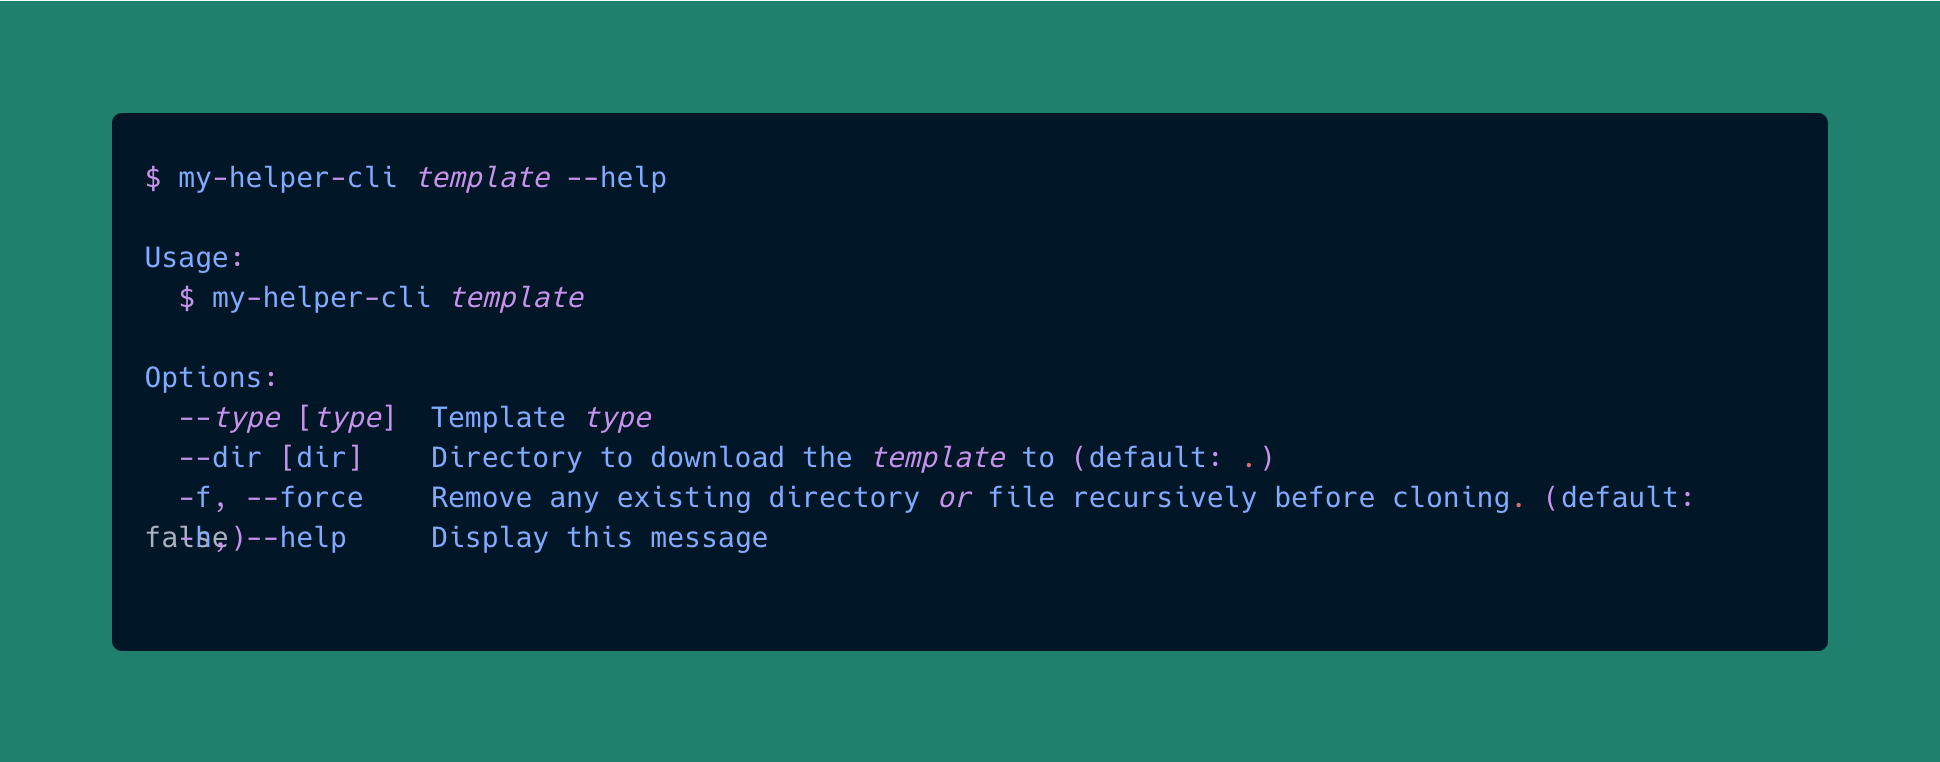 $ my-helper-cli template --help
Usage:
$ my-helper-cli template
Options:
--type [type]  Template type
--dir [dir]    Directory to download the template to (default: .)
-f, --force    Remove any existing directory or file recursively before cloning. (default:
false)
-h, --help     Display this message